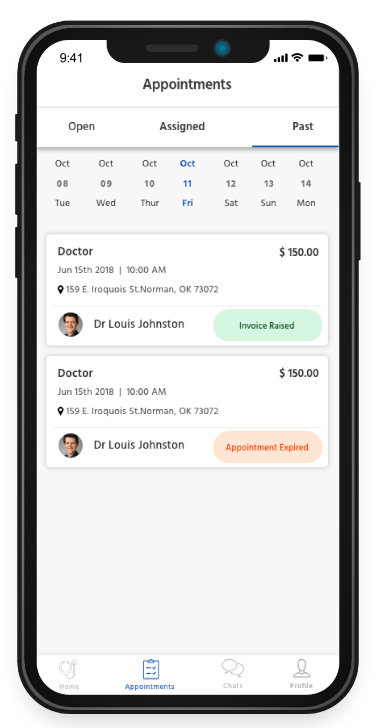 9:41
Appointments
Open Assigned Past
Oct Oct Oct Oct Oct Oct Oct
08 09 10 11 12 13 14
Tue Wed Thur Fri Sat Sun Mon
Doctor $ 150.00
Jun 15th 2018 | 10:00 AM
159 E. Iroquois St.Norman, OK 73072
Dr Louis Johnston Invoice Raised
Doctor $ 150.00
Jun 15th 2018 | 10:00 AM
159 E. Iroquois St.Norman, OK 73072
Dr Louis Johnston Appointment Expired
Home Appointments Chats Profile